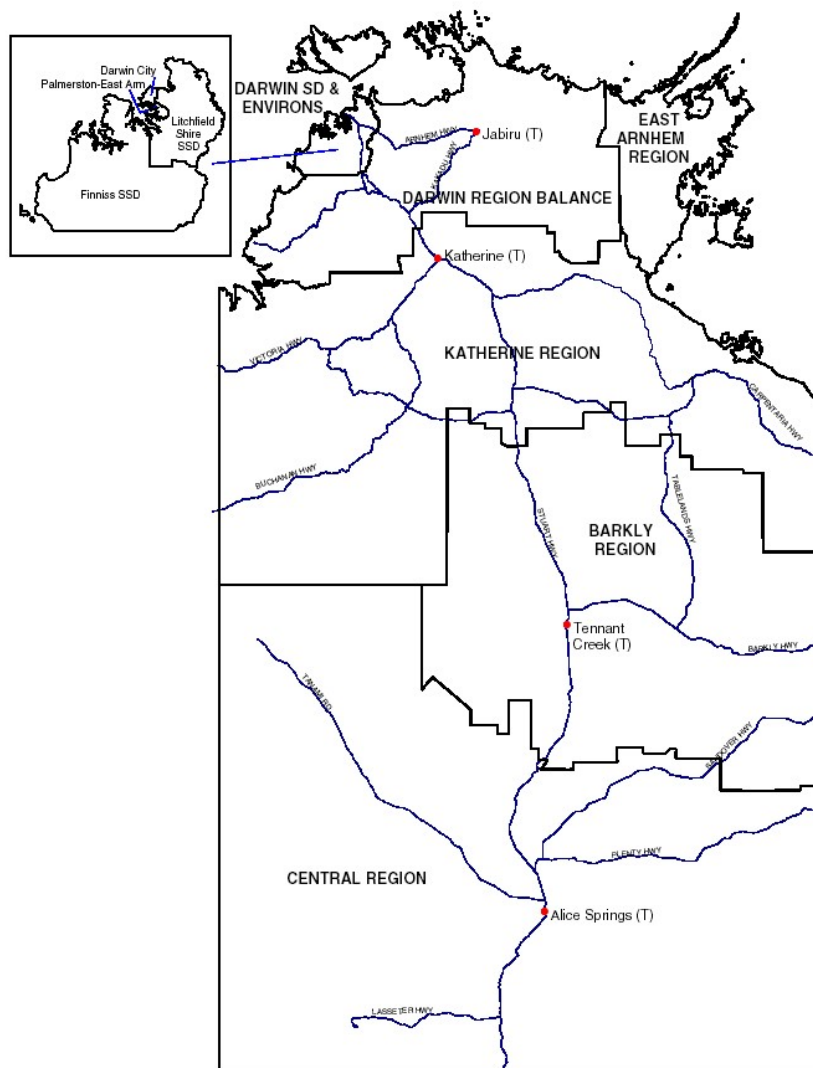 Darwin City
Palmerston-East Arm
Litchfield
Shire
SSD
Finniss SSD
DARWIN SD &
ENVIRONS
ARNHEM HWY
Jabiru (T)
EAST
ARNHEM
REGION
KAKADU HWY
DARWIN REGION BALANCE
Katherine (T)
VICTORIA HWY
KATHERINE REGION
CARPENTARIA HWY
BUCHANAN HWY
STUART HWY
TABLELANDS HWY
BARKLY
REGION
Tennant
Creek (T)
BARKLY HWY
TANAMI RD
SANDOVER HWY
PLENTY HWY
CENTRAL REGION
Alice Springs (T)
LASSETER HWY